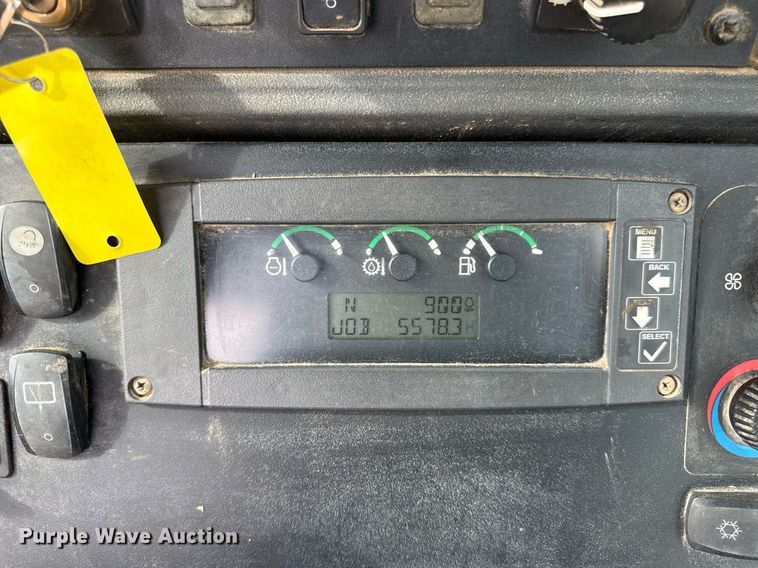 MENU
BACK
N 900
JOB 5578.3 H
SELECT
Purple Wave Auction